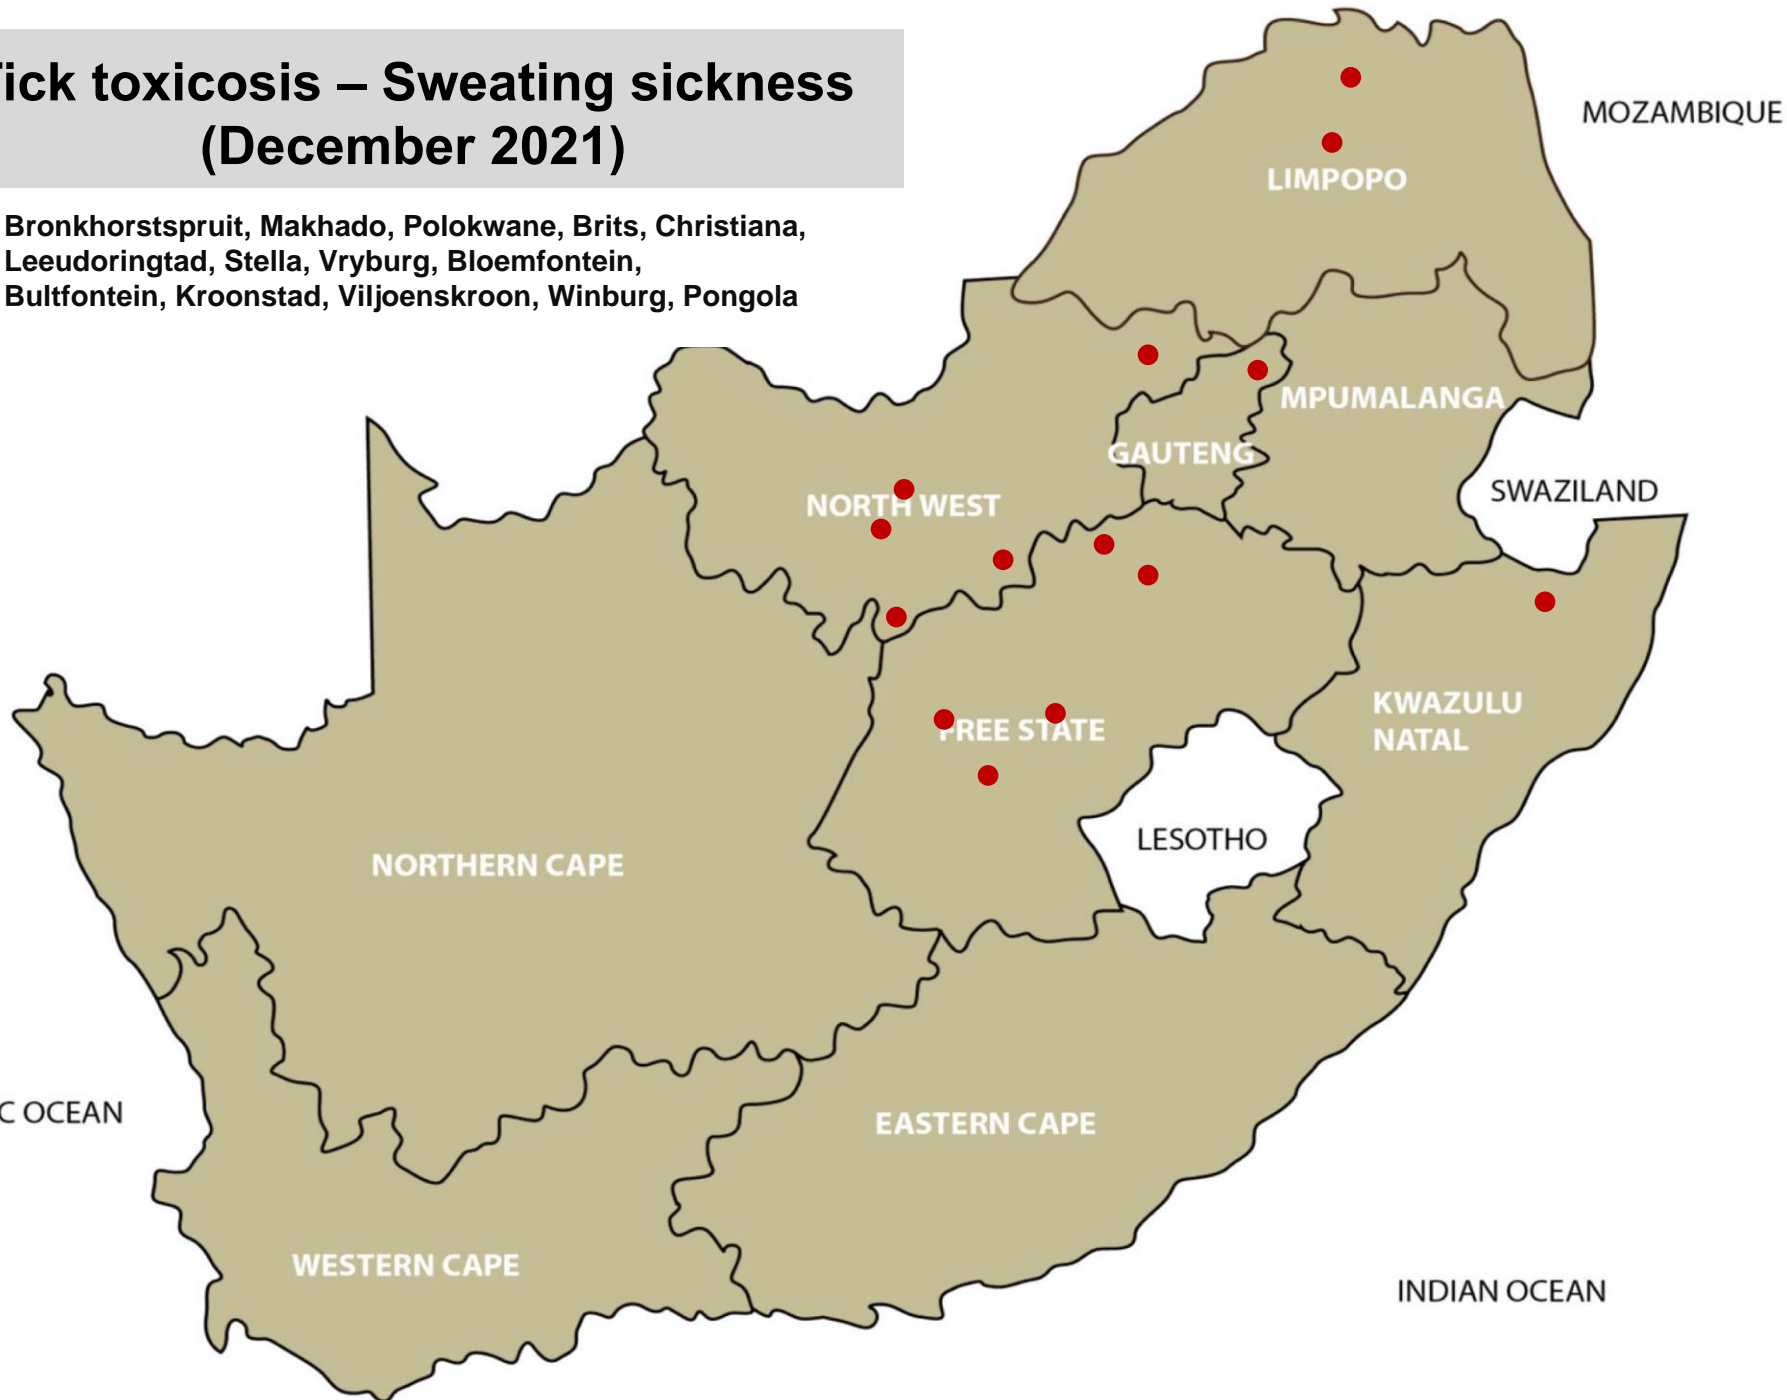 ick toxicosis – Sweating sickness
(December 2021)
Bronkhorstspruit, Makhado, Polokwane, Brits, Christiana,
Leeudoringtad, Stella, Vryburg, Bloemfontein,
Bultfontein, Kroonstad, Viljoenskroon, Winburg, Pongola
MOZAMBIQUE
LIMPOPO
MPUMALANGA
GAUTENG
SWAZILAND
NORTH WEST
KWAZULU
NATAL
FREE STATE
LESOTHO
NORTHERN CAPE
C OCEAN
EASTERN CAPE
WESTERN CAPE
INDIAN OCEAN